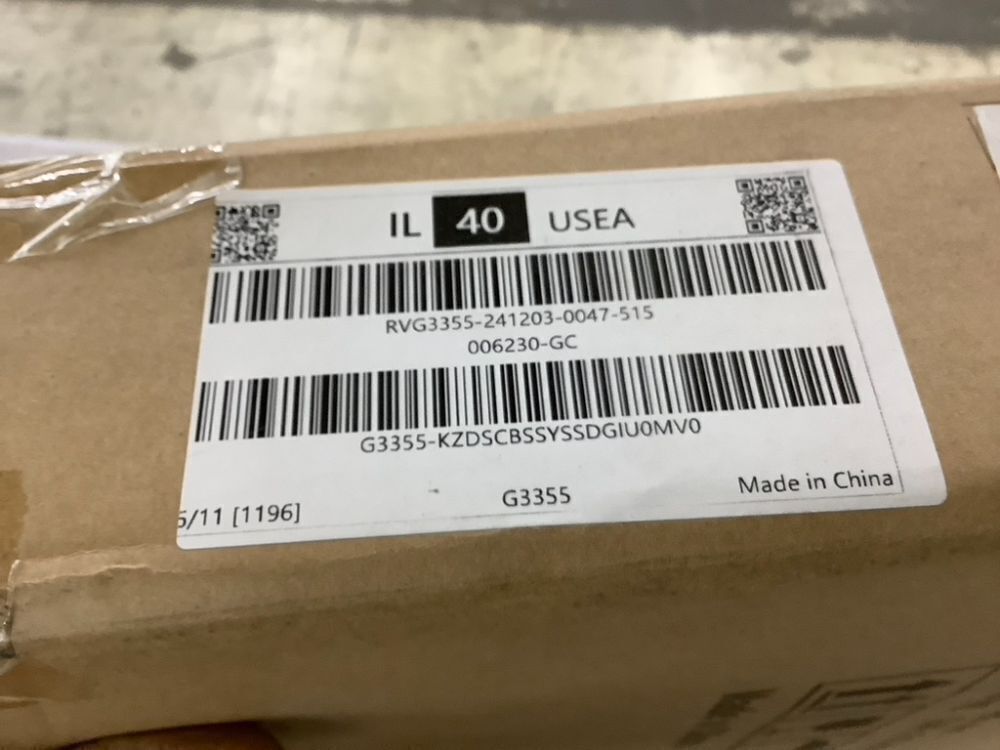 IL 40 USEA
RVG3355-241203-0047-515
006230-GC
G3355-KZDSCBSSYSSDGIU0MV0
5/11 [1196]
G3355
Made in China